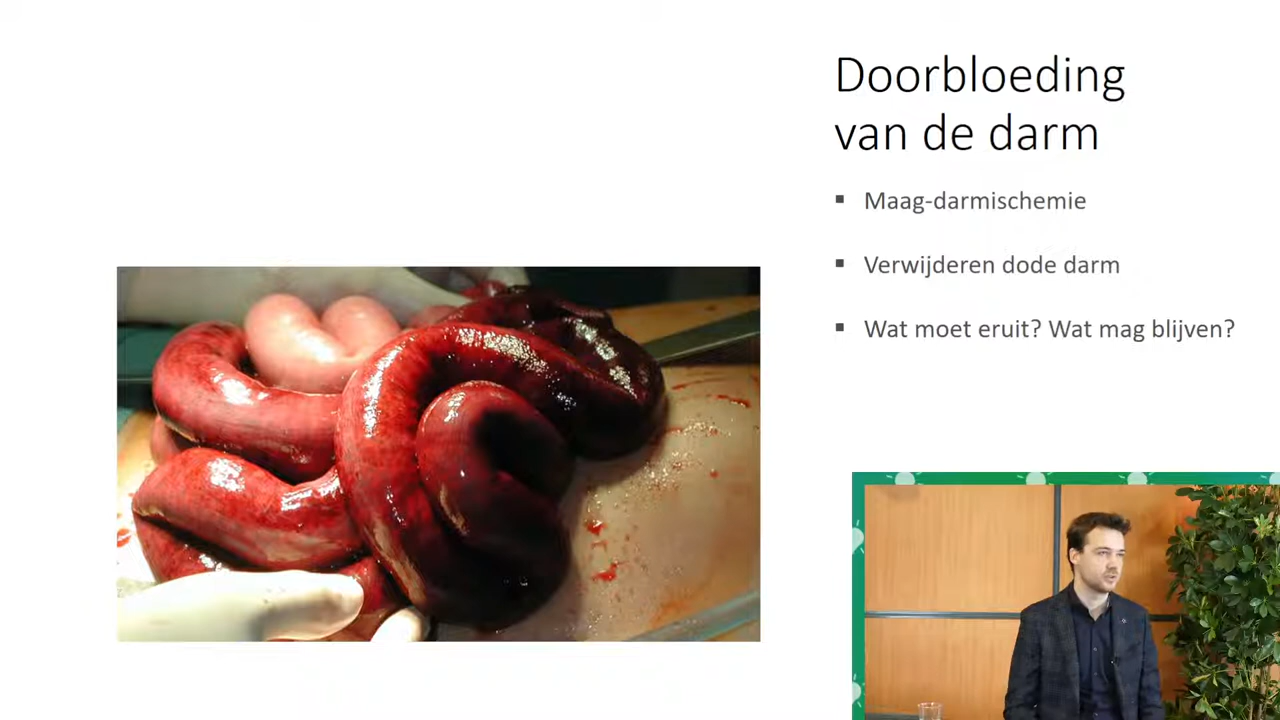 Doorbloeding
van de darm
▪ Maag-darmischemie
▪ Verwijderen dode darm
▪ Wat moet eruit? Wat mag blijven?